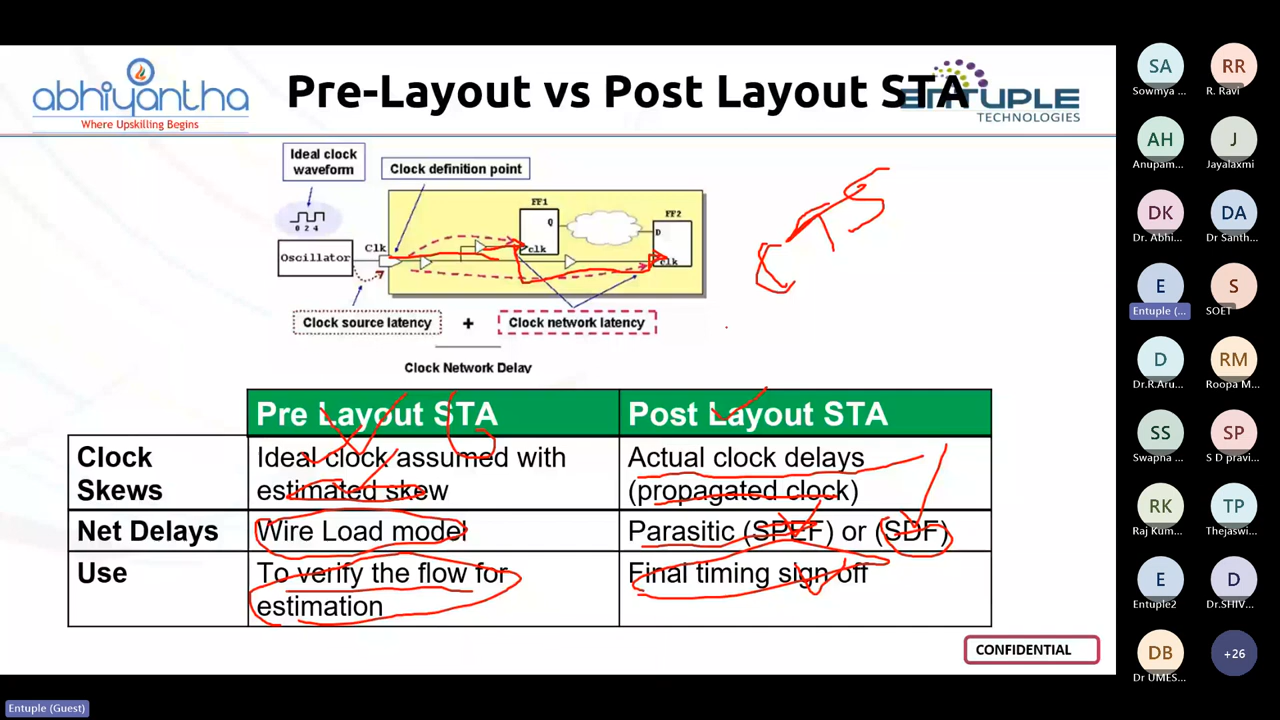 abhiyantha
Where Upskilling Begins
Pre-Layout vs Post Layout STA
ENTUPLE
TECHNOLOGIES
Ideal clock
waveform
Clock definition point
0 2 4
Oscillator
Clk
FF1
Q
clk
FF2
D
clk
Clock source latency
+
Clock network latency
Clock Network Delay
CTS
Pre Layout STA
Post Layout STA
Clock
Skews
Ideal clock assumed with
estimated skew
Actual clock delays
(propagated clock)
Net Delays
Wire Load model
Parasitic (SPEF) or (SDF)
Use
To verify the flow for
estimation
Final timing sign off
CONFIDENTIAL
SA
Sowmya ...
RR
R. Ravi
AH
Anupam...
J
Jayalaxmi
DK
Dr. Abhi...
DA
Dr Santh...
E
Entuple (...
S
SOET
D
Dr.R.Aru...
RM
Roopa M...
SS
Swapna ...
SP
S D pravi...
RK
Raj Kum...
TP
Thejaswi...
E
Entuple2
D
Dr.SHIV...
DB
Dr UMES...
+26
Entuple (Guest)